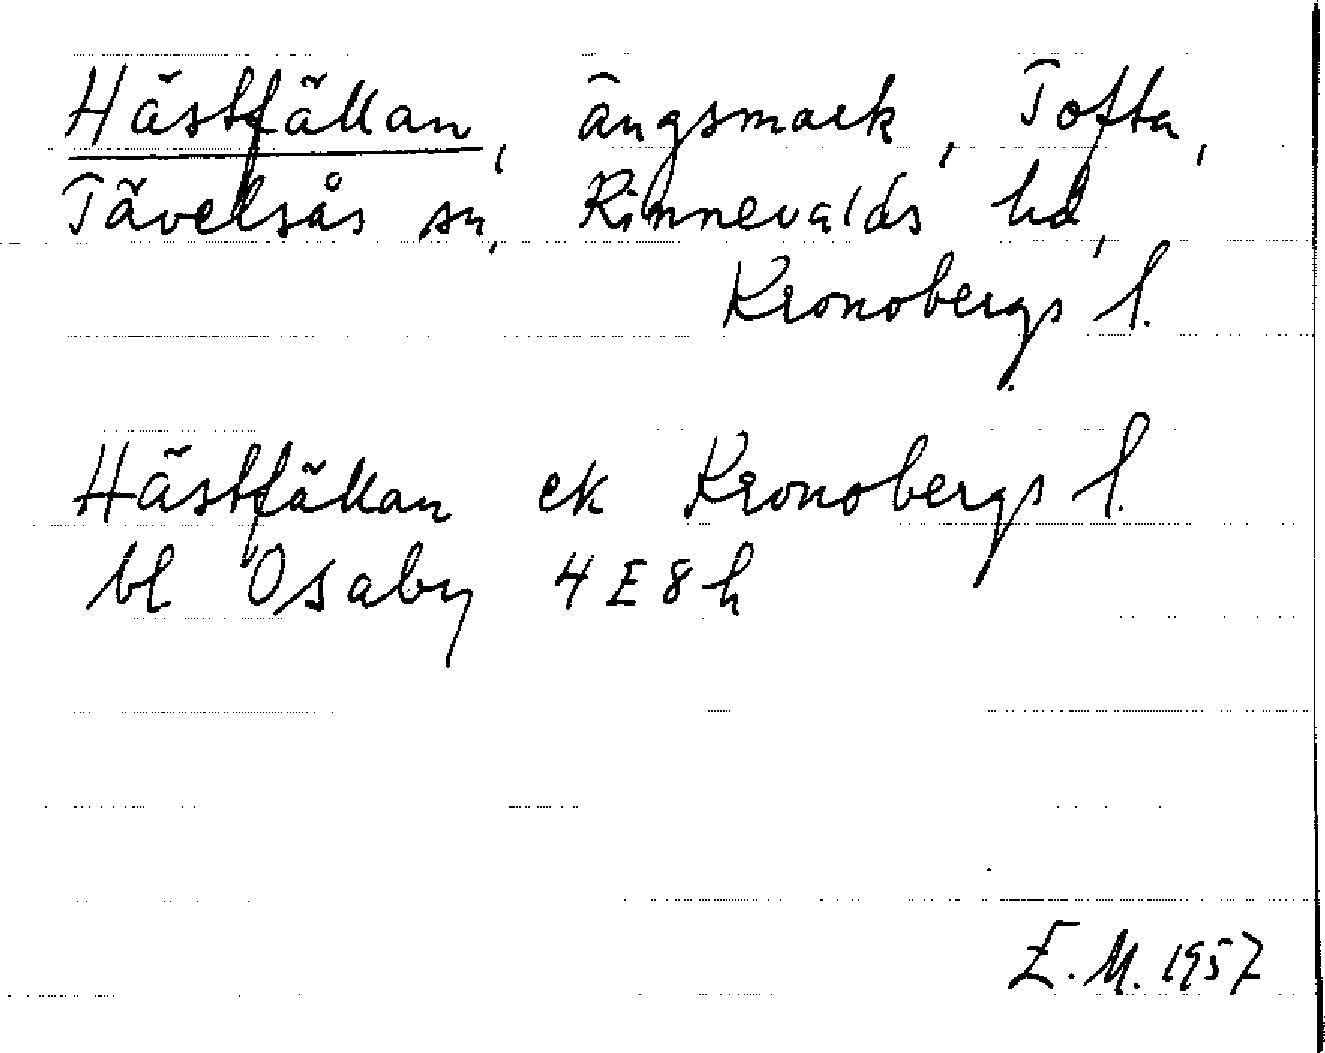 Hästfällan, ängsmark, Tofta,
Tävelsås sn, Kinnevalds hd,
Kronobergs l.
Hästfällan ek Kronobergs l.
bl Osaby 4E8h
E.M. 1957